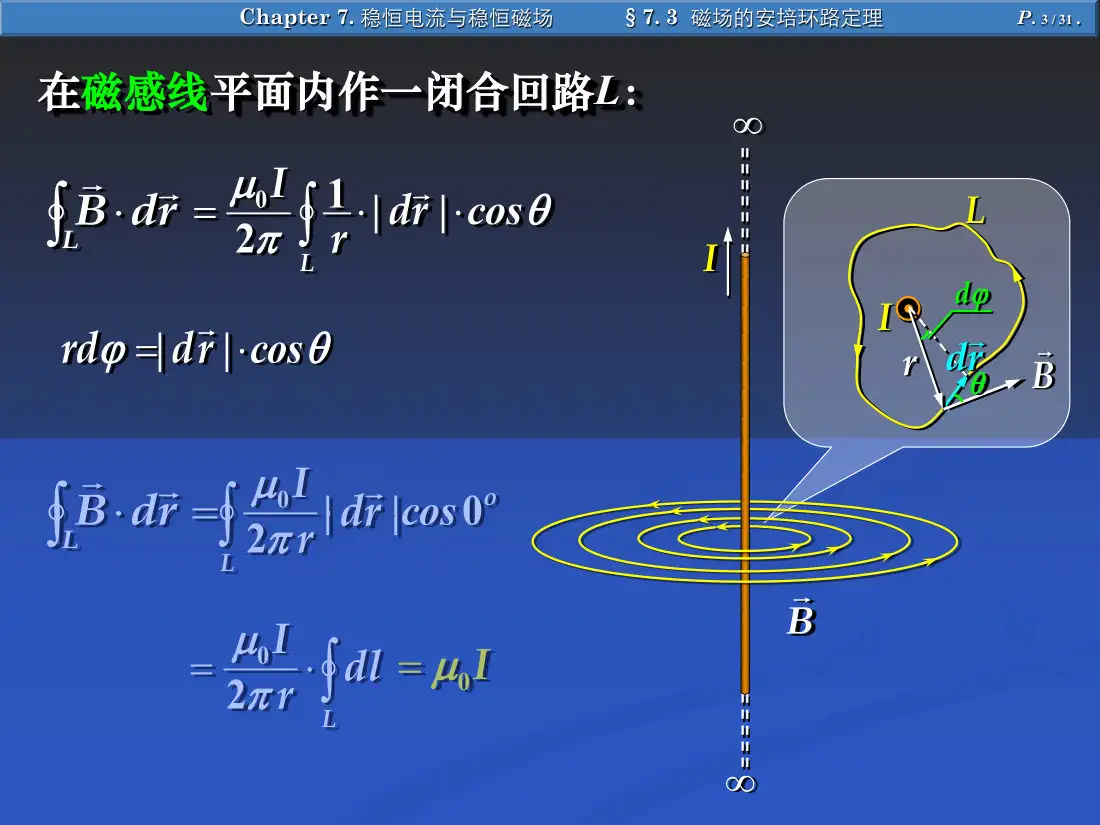 Chapter 7. 稳恒电流与稳恒磁场 § 7. 3 磁场的安培环路定理 P. 3 / 31 .
在磁感线平面内作一闭合回路L:
∮_L B⃗ · dr⃗ = μ₀I/2π ∮_L 1/r · | dr⃗ | · cosθ
rdφ =| dr⃗ | · cosθ
∮_L B⃗ · dr⃗ = ∮_L μ₀I/2πr | dr⃗ |cos 0°
= μ₀I/2πr · ∮_L dl = μ₀I
∞
I
L
I
dφ
r
dr⃗
θ
B⃗
B⃗
∞